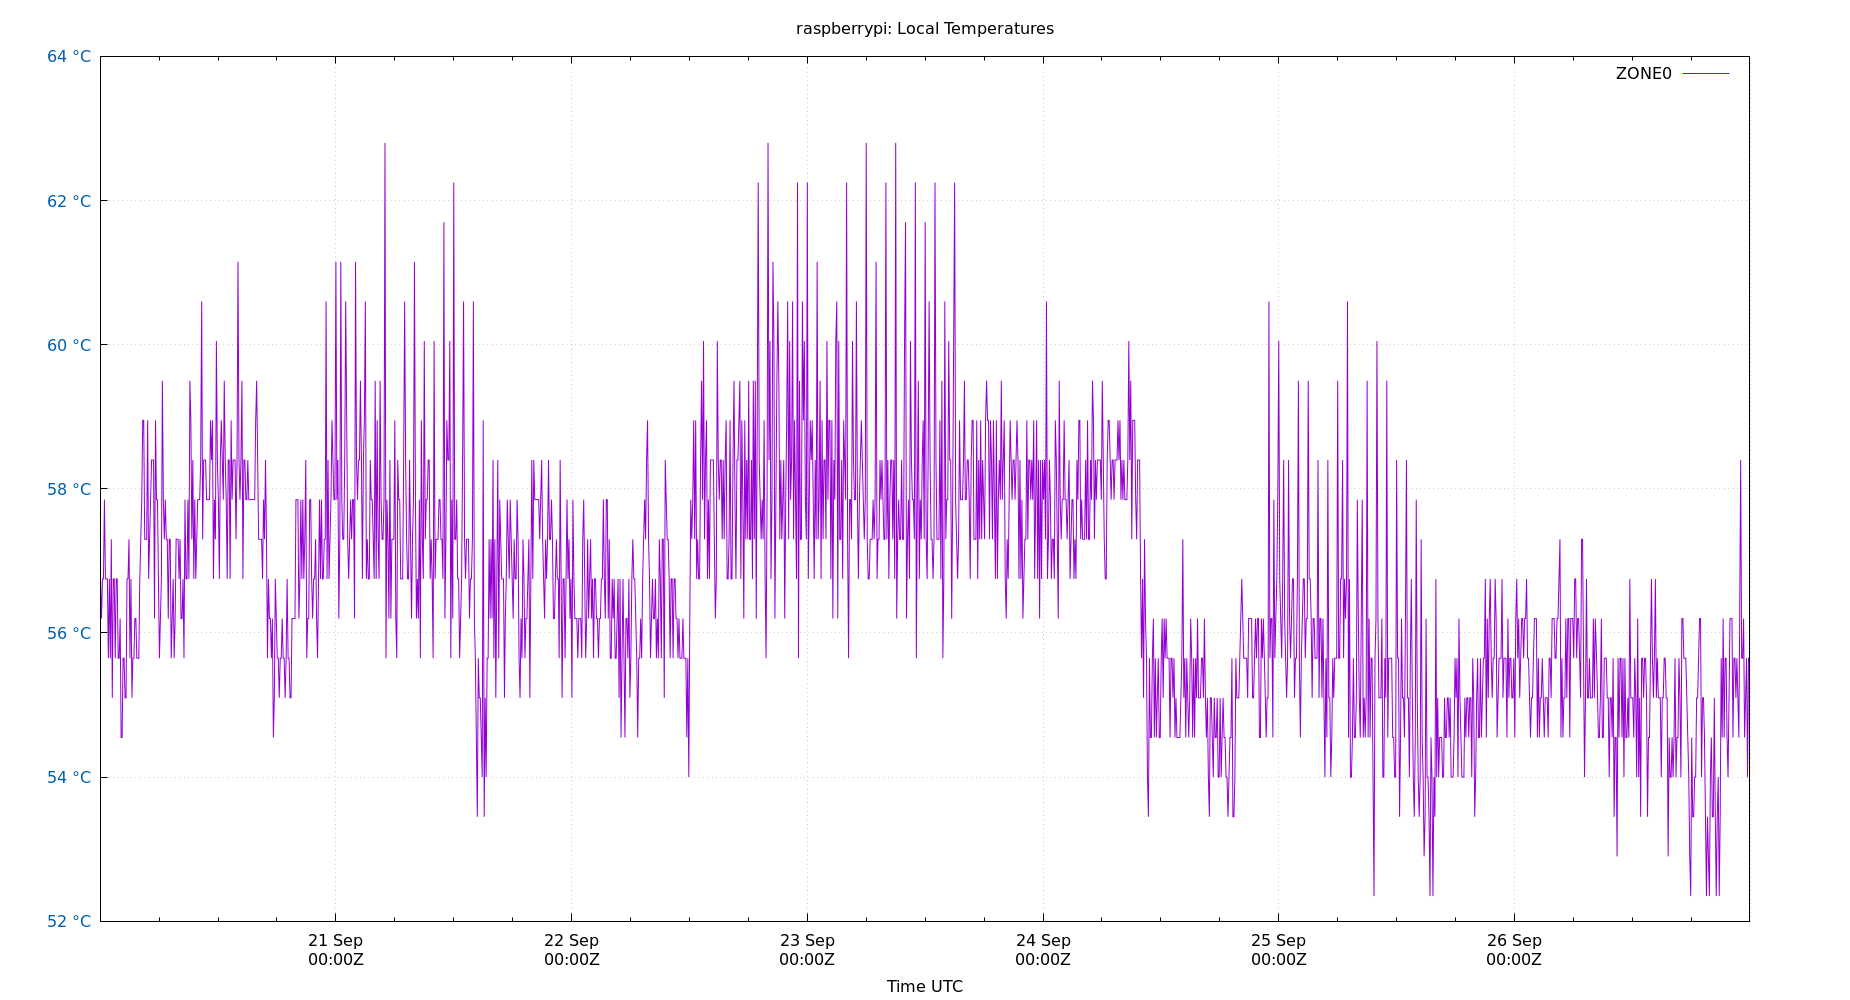 raspberrypi: Local Temperatures
64 °C
ZONE0
62 °C
60 °C
58 °C
56 °C
54 °C
52 °C
21 Sep 22 Sep 23 Sep 24 Sep 25 Sep 26 Sep
00:00Z 00:00Z 00:00Z 00:00Z 00:00Z 00:00Z
Time UTC